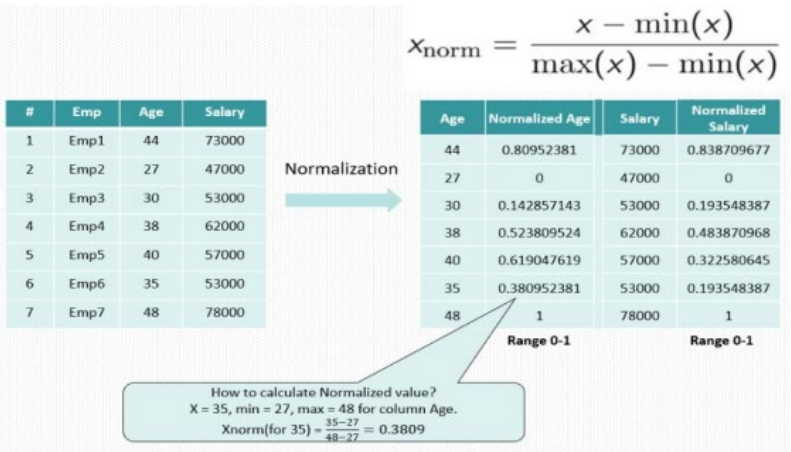 xnorm = x − min(x) / max(x) − min(x)
# Emp Age Salary
1 Emp1 44 73000
2 Emp2 27 47000
3 Emp3 30 53000
4 Emp4 38 62000
5 Emp5 40 57000
6 Emp6 35 53000
7 Emp7 48 78000
Normalization
Age Normalized Age Salary Normalized
Salary
44 0.80952381 73000 0.838709677
27 0 47000 0
30 0.142857143 53000 0.193548387
38 0.523809524 62000 0.483870968
40 0.619047619 57000 0.322580645
35 0.380952381 53000 0.193548387
48 1 78000 1
Range 0-1 Range 0-1
How to calculate Normalized value?
X = 35, min = 27, max = 48 for column Age.
Xnorm(for 35) = 35−27 / 48−27 = 0.3809